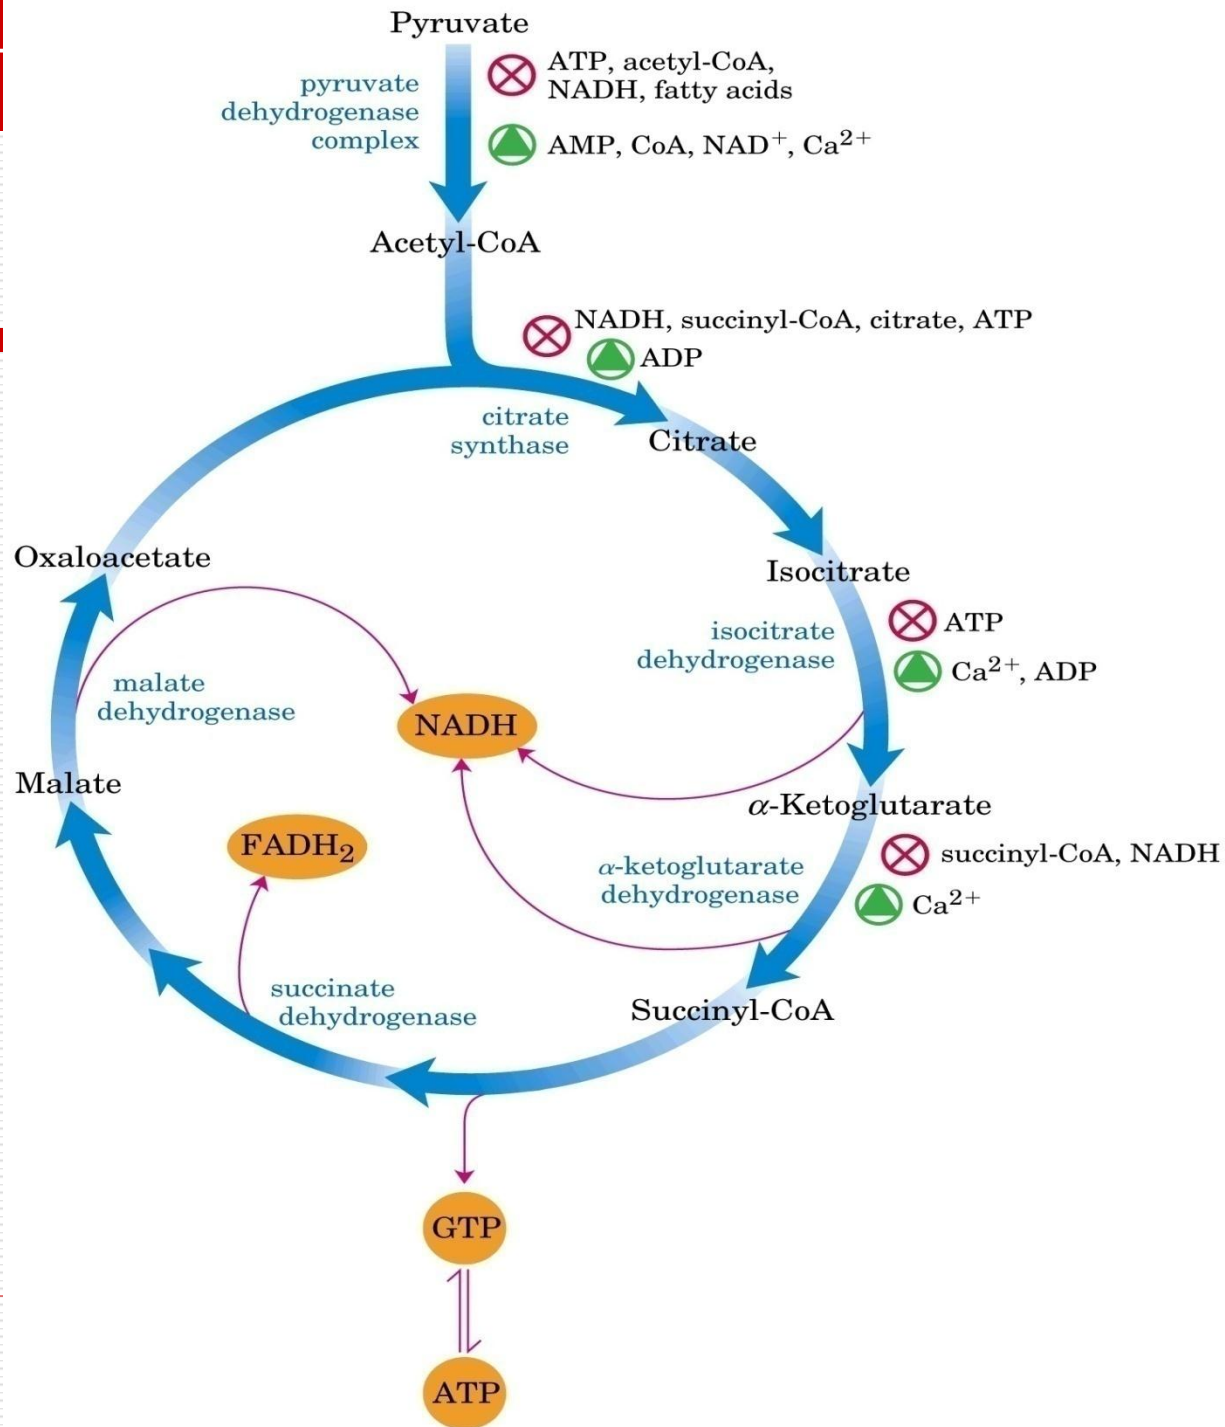 Pyruvate
ATP, acetyl-CoA,
NADH, fatty acids
pyruvate
dehydrogenase
complex
AMP, CoA, NAD⁺, Ca²⁺
Acetyl-CoA
NADH, succinyl-CoA, citrate, ATP
ADP
citrate
synthase
Citrate
Oxaloacetate
Isocitrate
isocitrate
dehydrogenase
ATP
Ca²⁺, ADP
malate
dehydrogenase
NADH
Malate
α-Ketoglutarate
FADH₂
succinyl-CoA, NADH
α-ketoglutarate
dehydrogenase
Ca²⁺
succinate
dehydrogenase
Succinyl-CoA
GTP
ATP